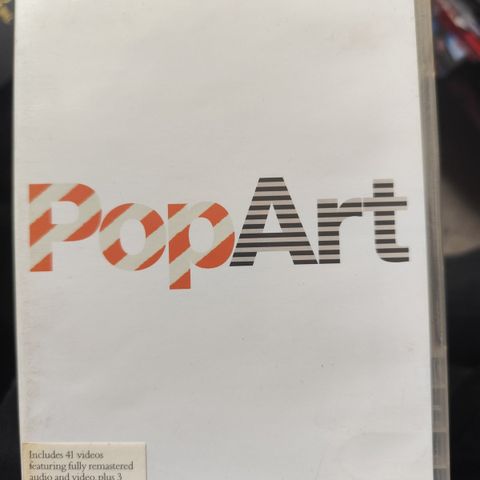 PopArt
Includes 41 videos
featuring fully remastered
audio and video plus 3